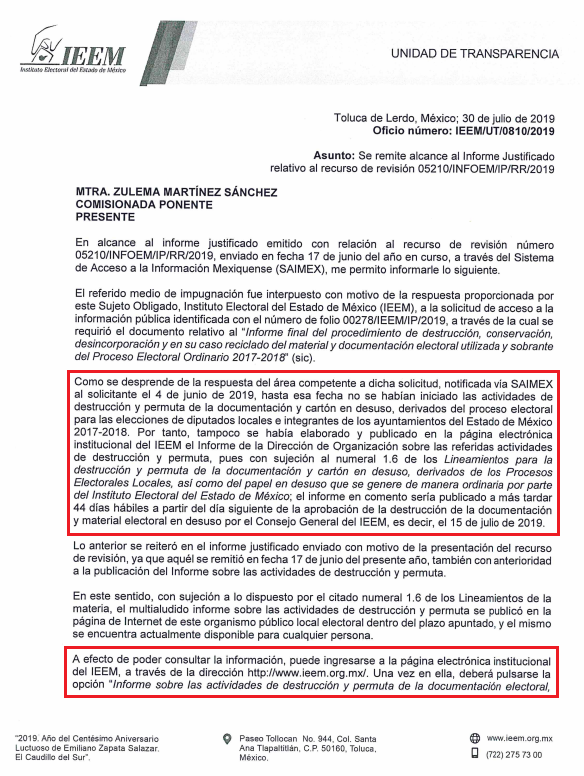 IEEM
Instituto Electoral del Estado de México
UNIDAD DE TRANSPARENCIA
Toluca de Lerdo, México; 30 de julio de 2019
Oficio número: IEEM/UT/0810/2019
Asunto: Se remite alcance al Informe Justificado
relativo al recurso de revisión 05210/INFOEM/IP/RR/2019
MTRA. ZULEMA MARTÍNEZ SÁNCHEZ
COMISIONADA PONENTE
PRESENTE
En alcance al informe justificado emitido con relación al recurso de revisión número
05210/INFOEM/IP/RR/2019, enviado en fecha 17 de junio del año en curso, a través del Sistema
de Acceso a la Información Mexiquense (SAIMEX), me permito informarle lo siguiente.
El referido medio de impugnación fue interpuesto con motivo de la respuesta proporcionada por
este Sujeto Obligado, Instituto Electoral del Estado de México (IEEM), a la solicitud de acceso a la
información pública identificada con el número de folio 00278/IEEM/IP/2019, a través de la cual se
requirió el documento relativo al "Informe final del procedimiento de destrucción, conservación,
desincorporación y en su caso reciclado del material y documentación electoral utilizada y sobrante
del Proceso Electoral Ordinario 2017-2018" (sic).
Como se desprende de la respuesta del área competente a dicha solicitud, notificada via SAIMEX
al solicitante el 4 de junio de 2019, hasta esa fecha no se habían iniciado las actividades de
destrucción y permuta de la documentación y cartón en desuso, derivados del proceso electoral
para las elecciones de diputados locales e integrantes de los ayuntamientos del Estado de México
2017-2018. Por tanto, tampoco se había elaborado y publicado en la página electrónica
institucional del IEEM el Informe de la Dirección de Organización sobre las referidas actividades
de destrucción y permuta, pues con sujeción al numeral 1.6 de los Lineamientos para la
destrucción y permuta de la documentación y cartón en desuso, derivados de los Procesos
Electorales Locales, así como del papel en desuso que se genere de manera ordinaria por parte
del Instituto Electoral del Estado de México; el informe en comento sería publicado a más tardar
44 días hábiles a partir del día siguiente de la aprobación de la destrucción de la documentación
y material electoral en desuso por el Consejo General del IEEM, es decir, el 15 de julio de 2019.
Lo anterior se reiteró en el informe justificado enviado con motivo de la presentación del recurso
de revisión, ya que aquél se remitió en fecha 17 de junio del presente año, también con anterioridad
a la publicación del Informe sobre las actividades de destrucción y permuta.
En este sentido, con sujeción a lo dispuesto por el citado numeral 1.6 de los Lineamientos de la
materia, el multialudido informe sobre las actividades de destrucción y permuta se publicó en la
página de Internet de este organismo público local electoral dentro del plazo apuntado, y el mismo
se encuentra actualmente disponible para cualquier persona.
A efecto de poder consultar la información, puede ingresarse a la página electrónica institucional
del IEEM, a través de la dirección http://www.ieem.org.mx/. Una vez en ella, deberá pulsarse la
opción "Informe sobre las actividades de destrucción y permuta de la documentación electoral,
"2019. Año del Centésimo Aniversario
Luctuoso de Emiliano Zapata Salazar.
El Caudillo del Sur".
Paseo Tollocan No. 944, Col. Santa
Ana Tlapaltitlán, C.P. 50160, Toluca,
México.
www.ieem.org.mx
(722) 275 73 00